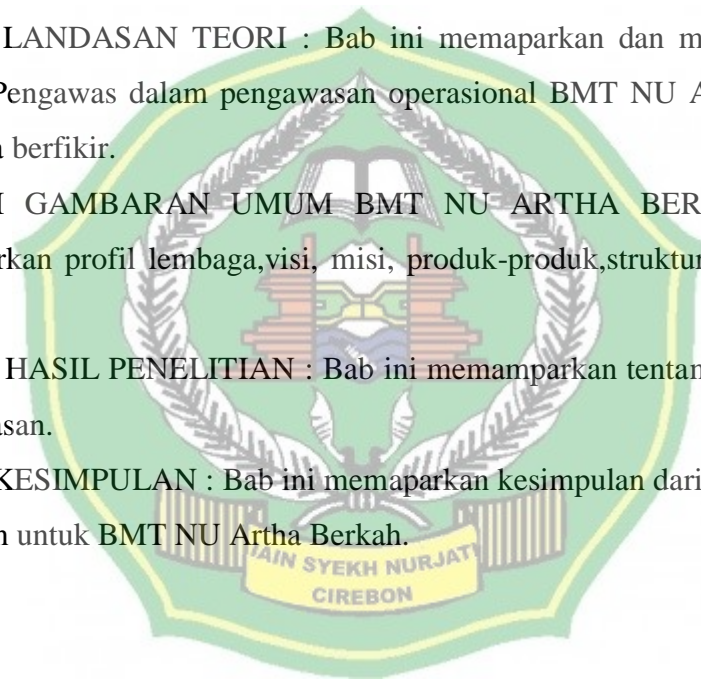 LANDASAN TEORI : Bab ini memaparkan dan m
Pengawas dalam pengawasan operasional BMT NU A
berfikir.
GAMBARAN UMUM BMT NU ARTHA BER
rkan profil lembaga,visi, misi, produk-produk,struktur
HASIL PENELITIAN : Bab ini memamparkan tentan
asan.
KESIMPULAN : Bab ini memaparkan kesimpulan dari
n untuk BMT NU Artha Berkah.
IAIN SYEKH NURJATI
CIREBON